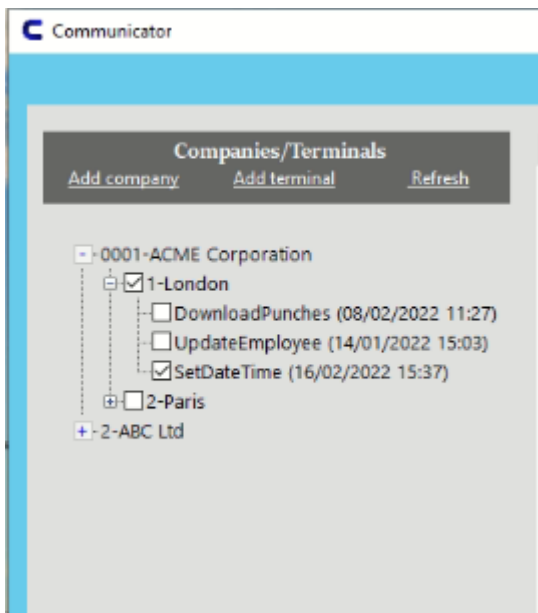 Communicator
Companies/Terminals
Add company Add terminal Refresh
0001-ACME Corporation
1-London
DownloadPunches (08/02/2022 11:27)
UpdateEmployee (14/01/2022 15:03)
SetDateTime (16/02/2022 15:37)
2-Paris
2-ABC Ltd